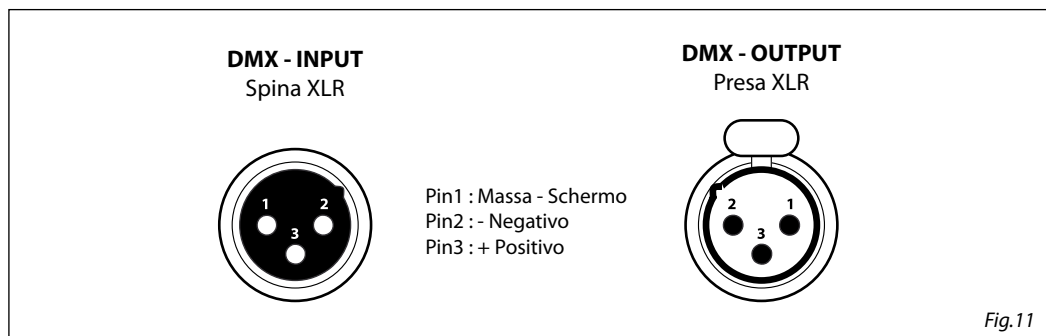 DMX - INPUT
Spina XLR
1
2
3
Pin1 : Massa - Schermo
Pin2 : - Negativo
Pin3 : + Positivo
DMX - OUTPUT
Presa XLR
2
1
3
Fig.11